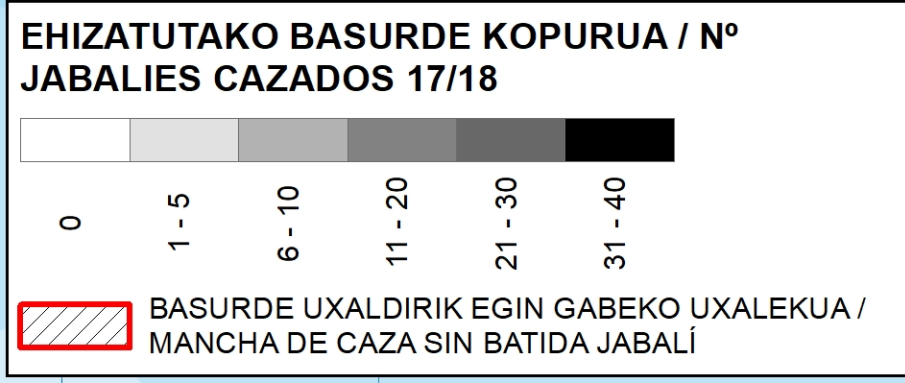 EHIZATUTAKO BASURDE KOPURUA / Nº
JABALIES CAZADOS 17/18
0
1 - 5
6 - 10
11 - 20
21 - 30
31 - 40
BASURDE UXALDIRIK EGIN GABEKO UXALEKUA /
MANCHA DE CAZA SIN BATIDA JABALÍ